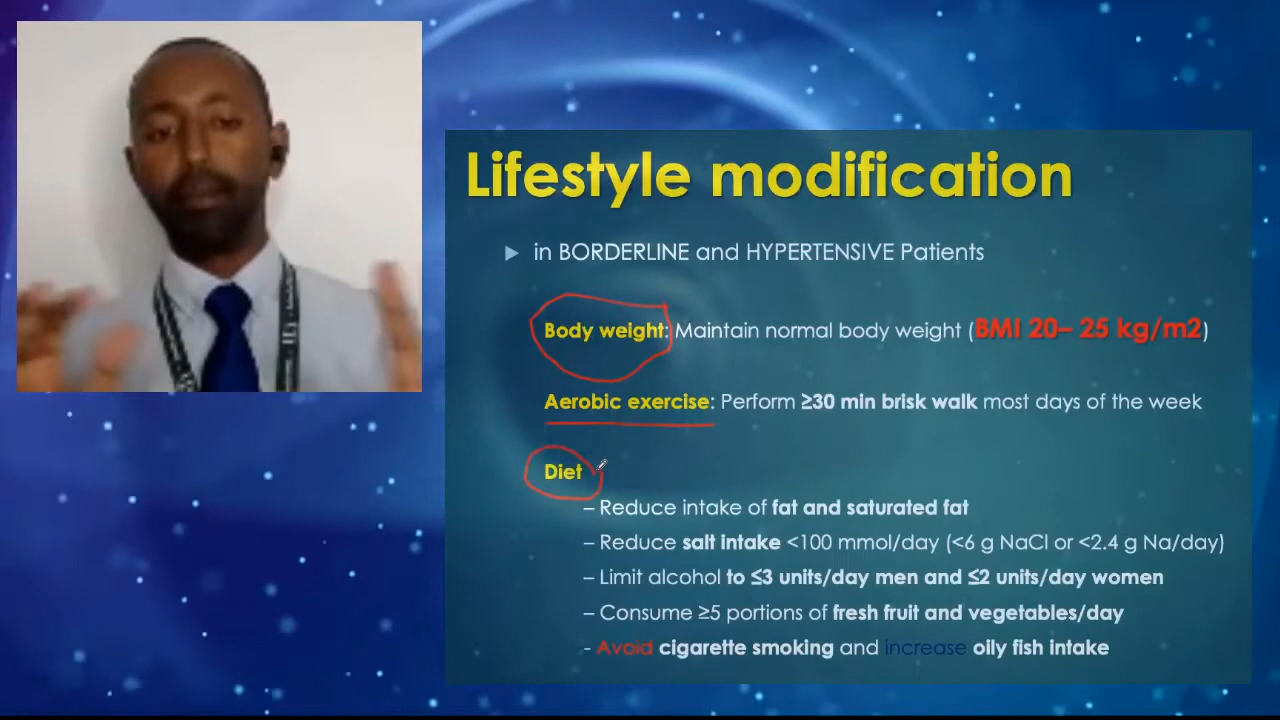 Lifestyle modification
in BORDERLINE and HYPERTENSIVE Patients
Body weight: Maintain normal body weight (BMI 20– 25 kg/m2)
Aerobic exercise: Perform ≥30 min brisk walk most days of the week
Diet
– Reduce intake of fat and saturated fat
– Reduce salt intake <100 mmol/day (<6 g NaCl or <2.4 g Na/day)
– Limit alcohol to ≤3 units/day men and ≤2 units/day women
– Consume ≥5 portions of fresh fruit and vegetables/day
- Avoid cigarette smoking and increase oily fish intake